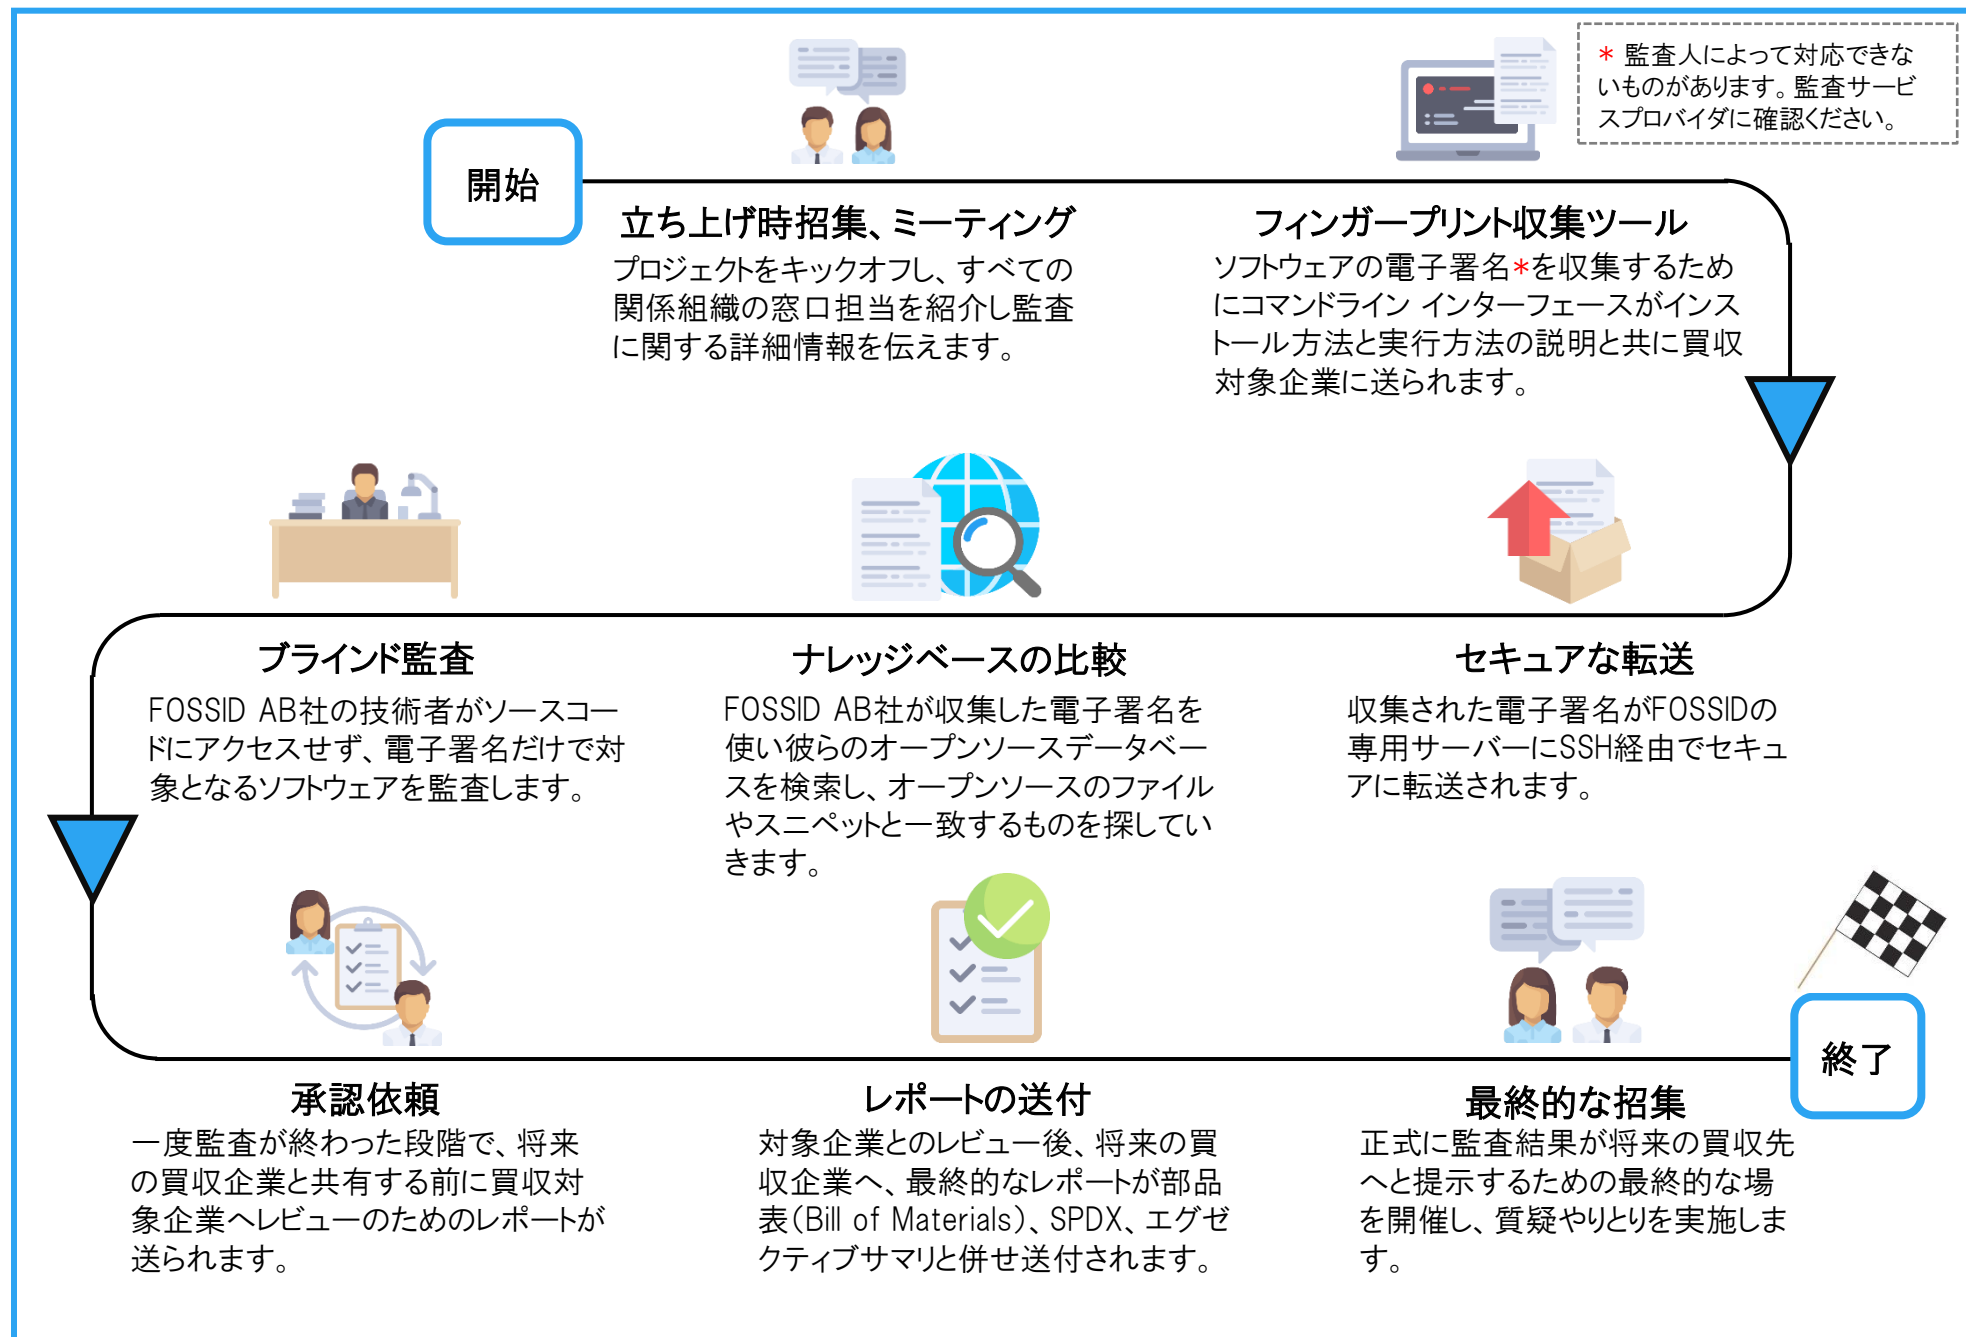 * 監査人によって対応できな
いものがあります。監査サービ
スプロバイダに確認ください。
開始
立ち上げ時招集、ミーティング
プロジェクトをキックオフし、すべての
関係組織の窓口担当を紹介し監査
に関する詳細情報を伝えます。
フィンガープリント収集ツール
ソフトウェアの電子署名*を収集するため
にコマンドライン インターフェースがインス
トール方法と実行方法の説明と共に買収
対象企業に送られます。
セキュアな転送
収集された電子署名がFOSSIDの
専用サーバーにSSH経由でセキュ
アに転送されます。
ナレッジベースの比較
FOSSID AB社が収集した電子署名を
使い彼らのオープンソースデータベー
スを検索し、オープンソースのファイル
やスニペットと一致するものを探してい
きます。
ブラインド監査
FOSSID AB社の技術者がソースコー
ドにアクセスせず、電子署名だけで対
象となるソフトウェアを監査します。
承認依頼
一度監査が終わった段階で、将来
の買収企業と共有する前に買収対
象企業へレビューのためのレポートが
送られます。
レポートの送付
対象企業とのレビュー後、将来の買
収企業へ、最終的なレポートが部品
表（Bill of Materials）、SPDX、エグゼ
クティブサマリと併せ送付されます。
最終的な招集
正式に監査結果が将来の買収先
へと提示するための最終的な場
を開催し、質疑やりとりを実施しま
す。
終了